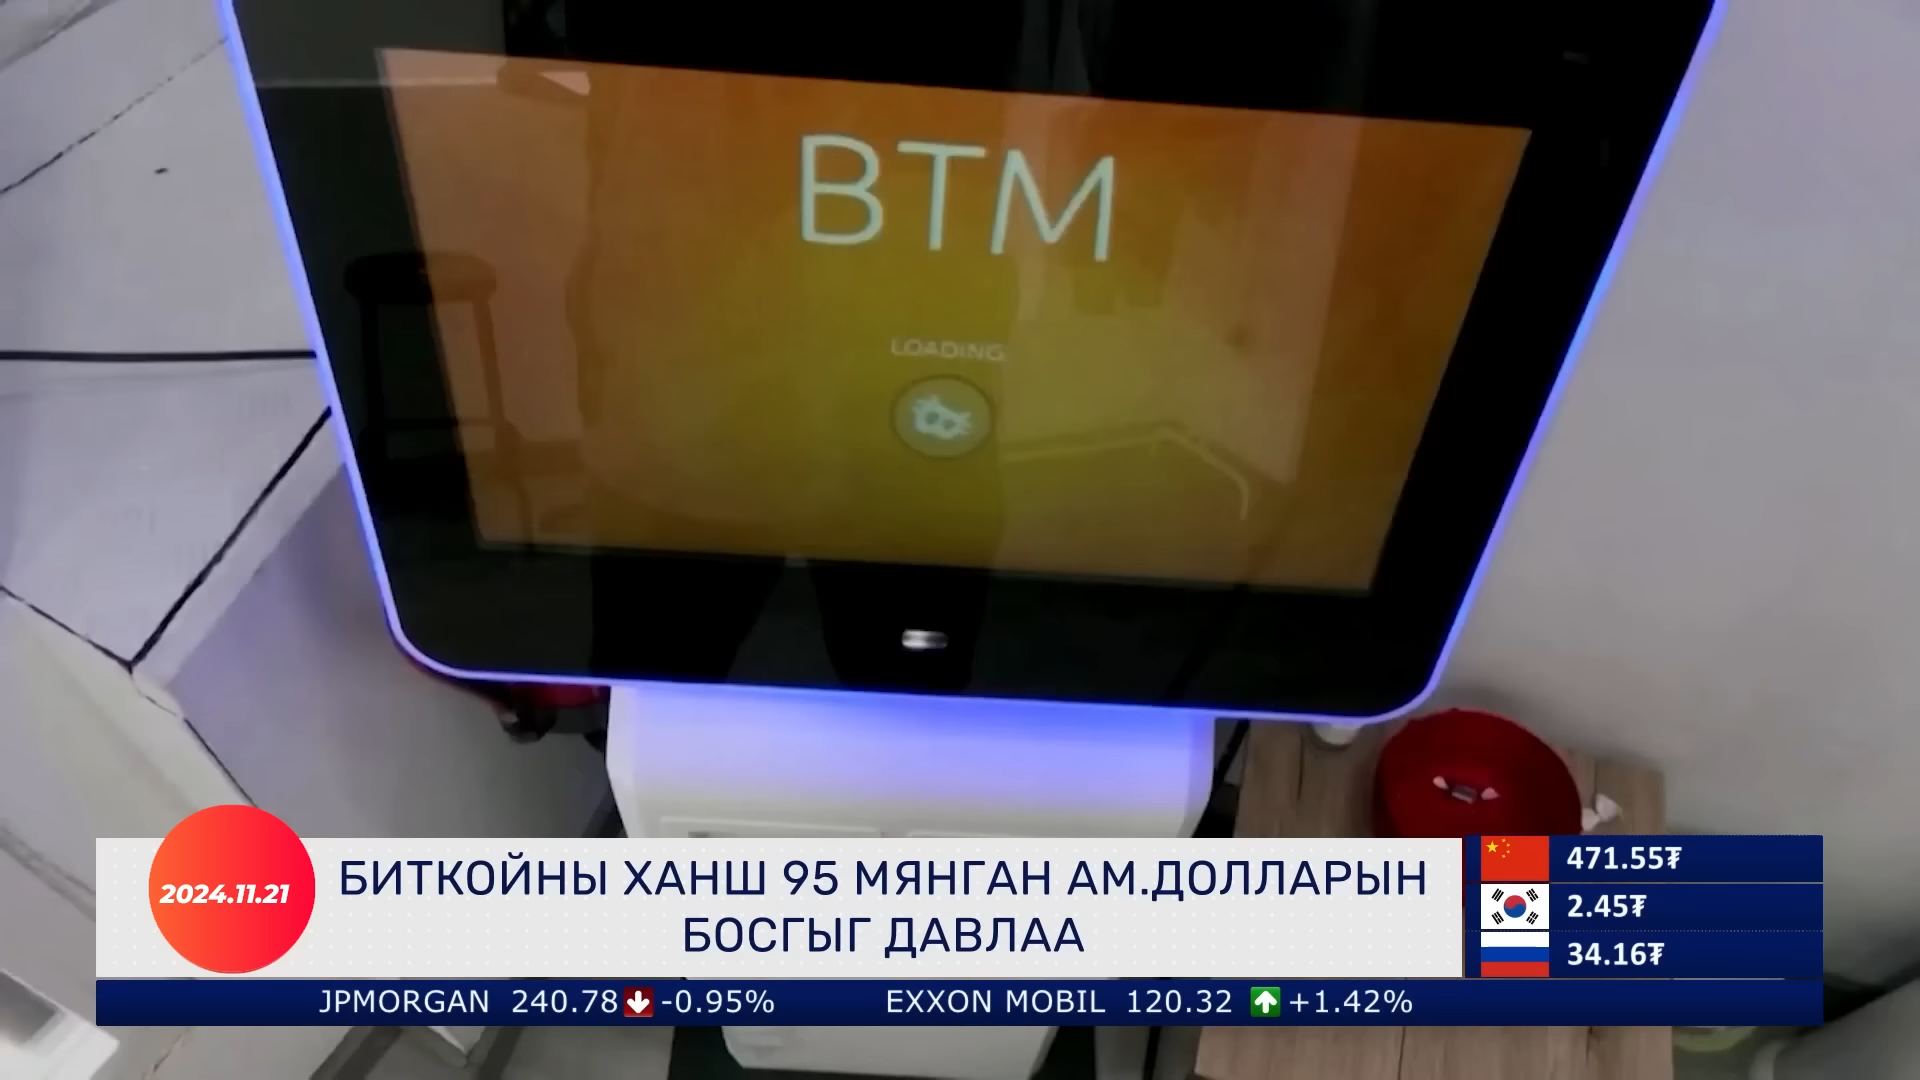 BTM
LOADING
2024.11.21
БИТКОЙНЫ ХАНШ 95 МЯНГАН АМ.ДОЛЛАРЫН
БОСГЫГ ДАВЛАА
471.55₮
2.45₮
34.16₮
JPMORGAN 240.78 -0.95% EXXON MOBIL 120.32 +1.42%